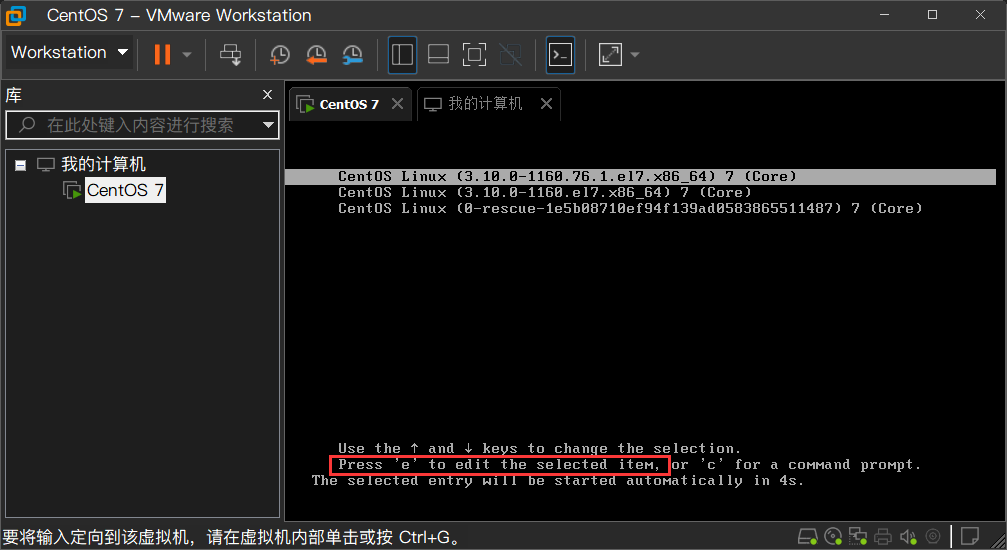 CentOS 7 - VMware Workstation
Workstation
库
在此处键入内容进行搜索
我的计算机
CentOS 7
CentOS 7
我的计算机
CentOS Linux (3.10.0-1160.76.1.el7.x86_64) 7 (Core)
CentOS Linux (3.10.0-1160.el7.x86_64) 7 (Core)
CentOS Linux (0-rescue-1e5b08710ef94f139ad0583865511487) 7 (Core)
Use the ↑ and ↓ keys to change the selection.
Press 'e' to edit the selected item, or 'c' for a command prompt.
The selected entry will be started automatically in 4s.
要将输入定向到该虚拟机，请在虚拟机内部单击或按 Ctrl+G。